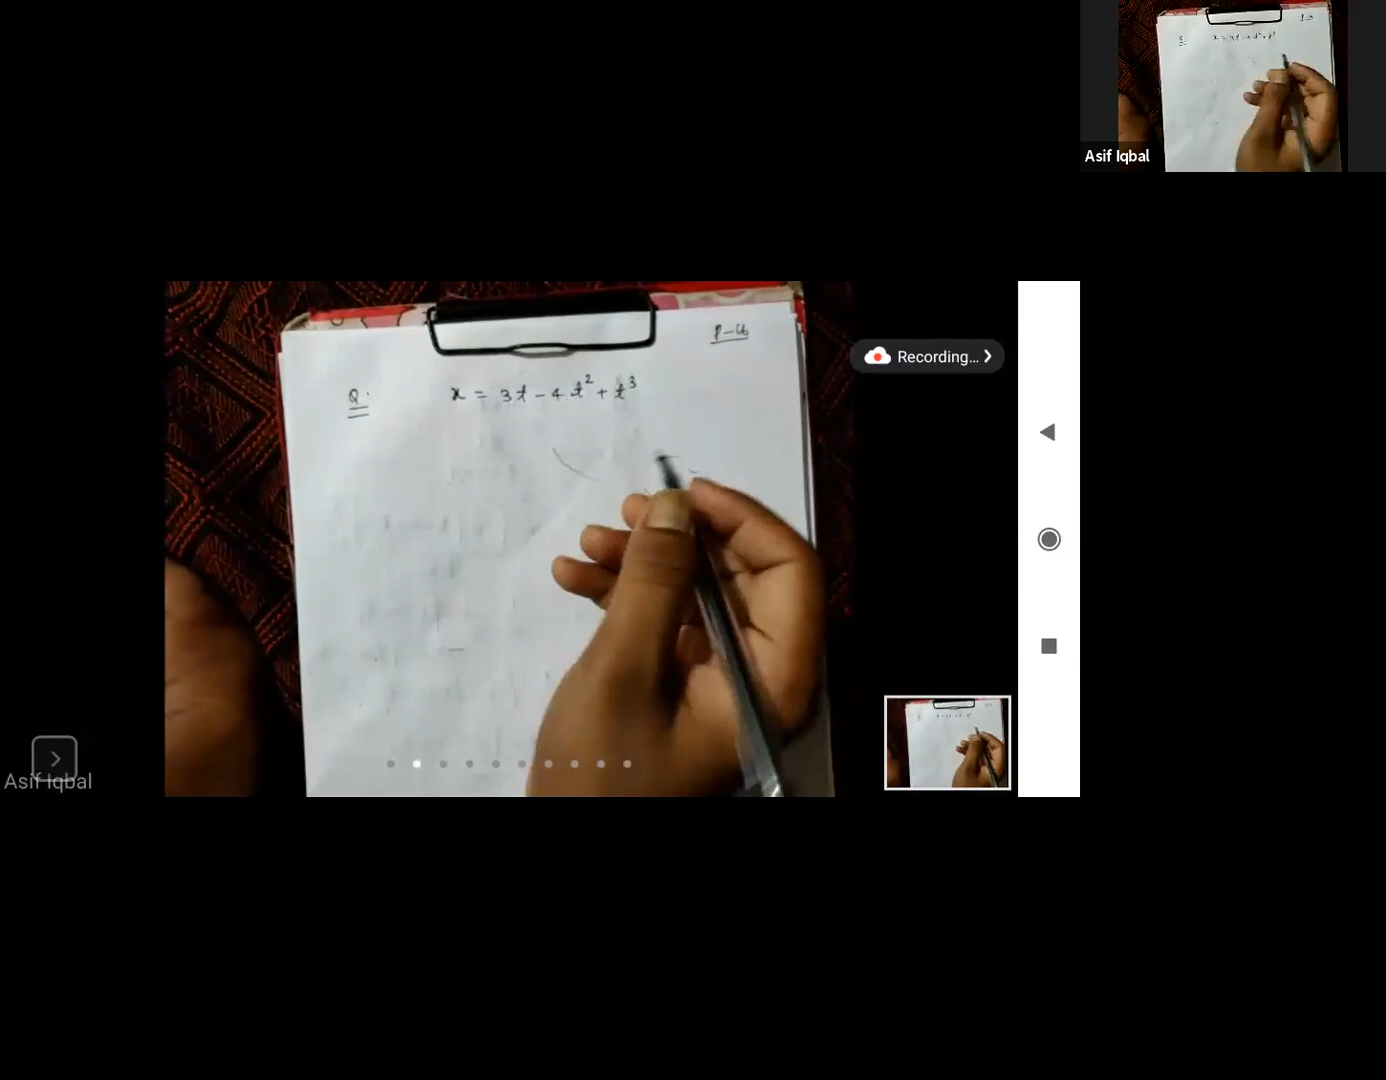 Asif Iqbal
P-16
Recording...
Q.
x = 3t - 4t² + t³
Asif Iqbal